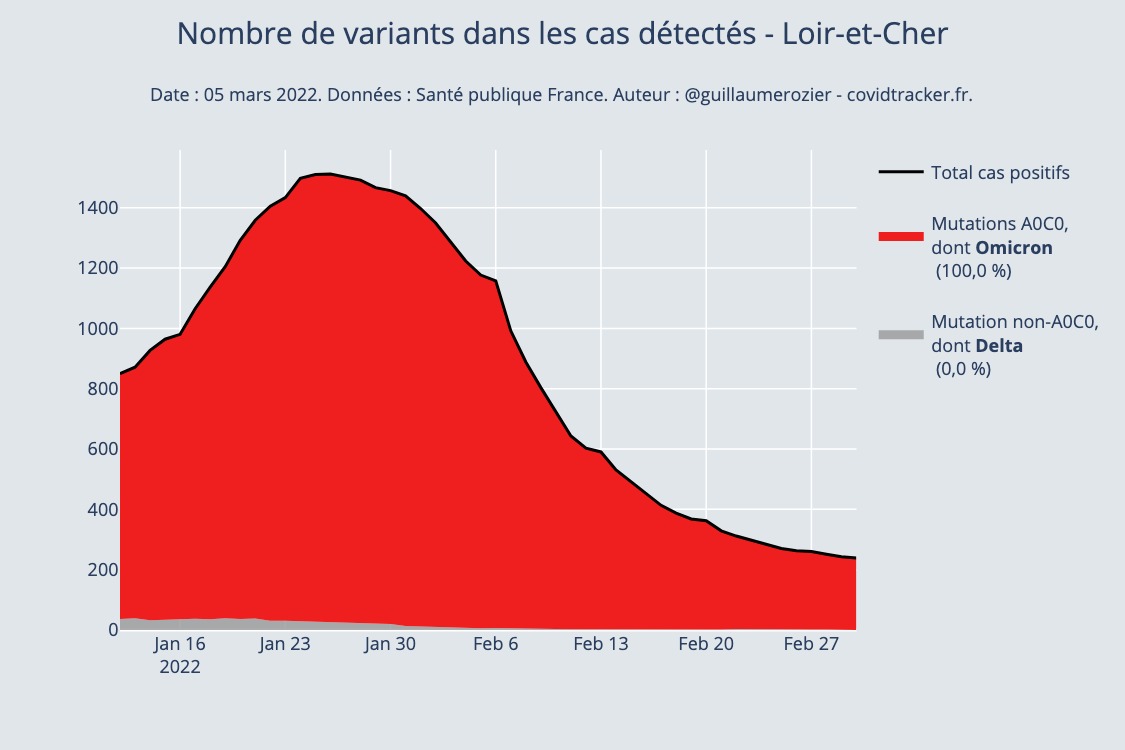 Nombre de variants dans les cas détectés - Loir-et-Cher
Date : 05 mars 2022. Données : Santé publique France. Auteur : @guillaumerozier - covidtracker.fr.
Total cas positifs
Mutations A0C0,
dont Omicron
(100,0 %)
Mutation non-A0C0,
dont Delta
(0,0 %)
1400
1200
1000
800
600
400
200
0
Jan 16 Jan 23 Jan 30 Feb 6 Feb 13 Feb 20 Feb 27
2022